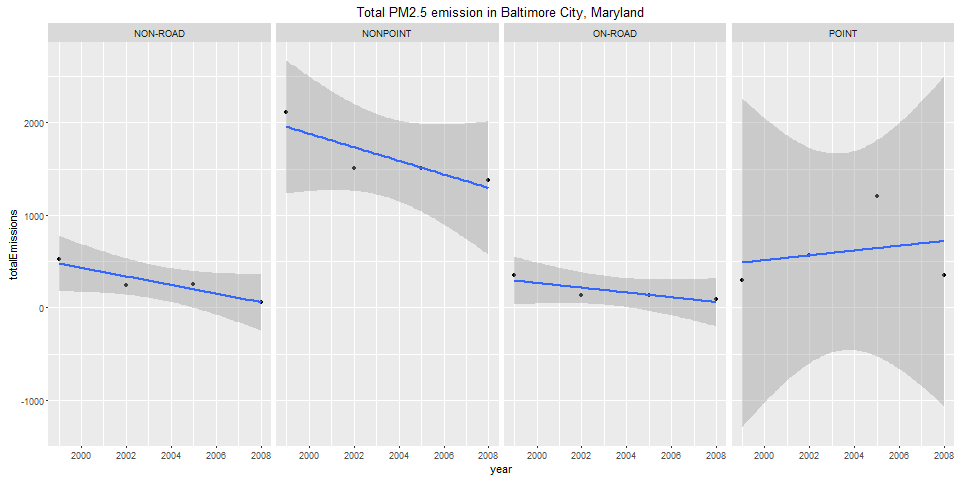 Total PM2.5 emission in Baltimore City, Maryland
NON-ROAD NONPOINT ON-ROAD POINT
2000
1000
0
-1000
totalEmissions
2000 2002 2004 2006 2008 2000 2002 2004 2006 2008 2000 2002 2004 2006 2008 2000 2002 2004 2006 2008
year